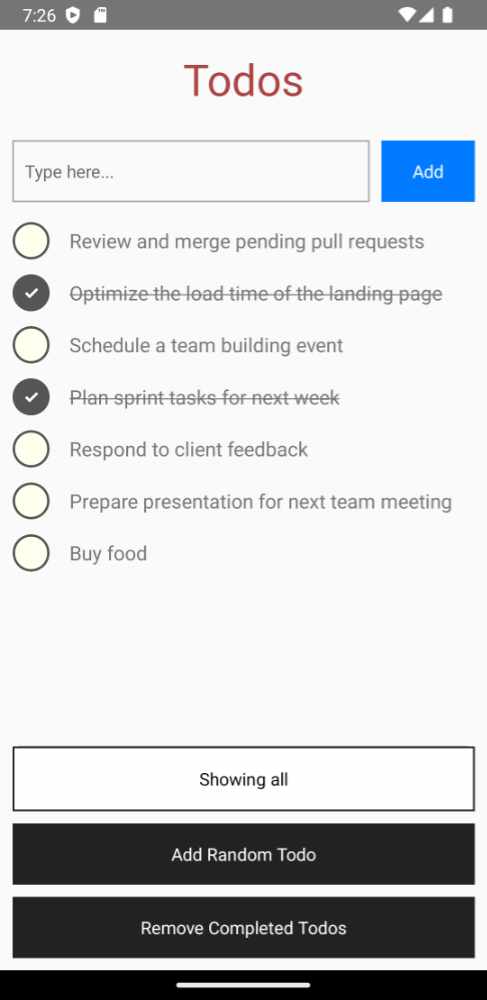 7:26
Todos
Type here...
Add
Review and merge pending pull requests
Optimize the load time of the landing page
Schedule a team building event
Plan sprint tasks for next week
Respond to client feedback
Prepare presentation for next team meeting
Buy food
Showing all
Add Random Todo
Remove Completed Todos